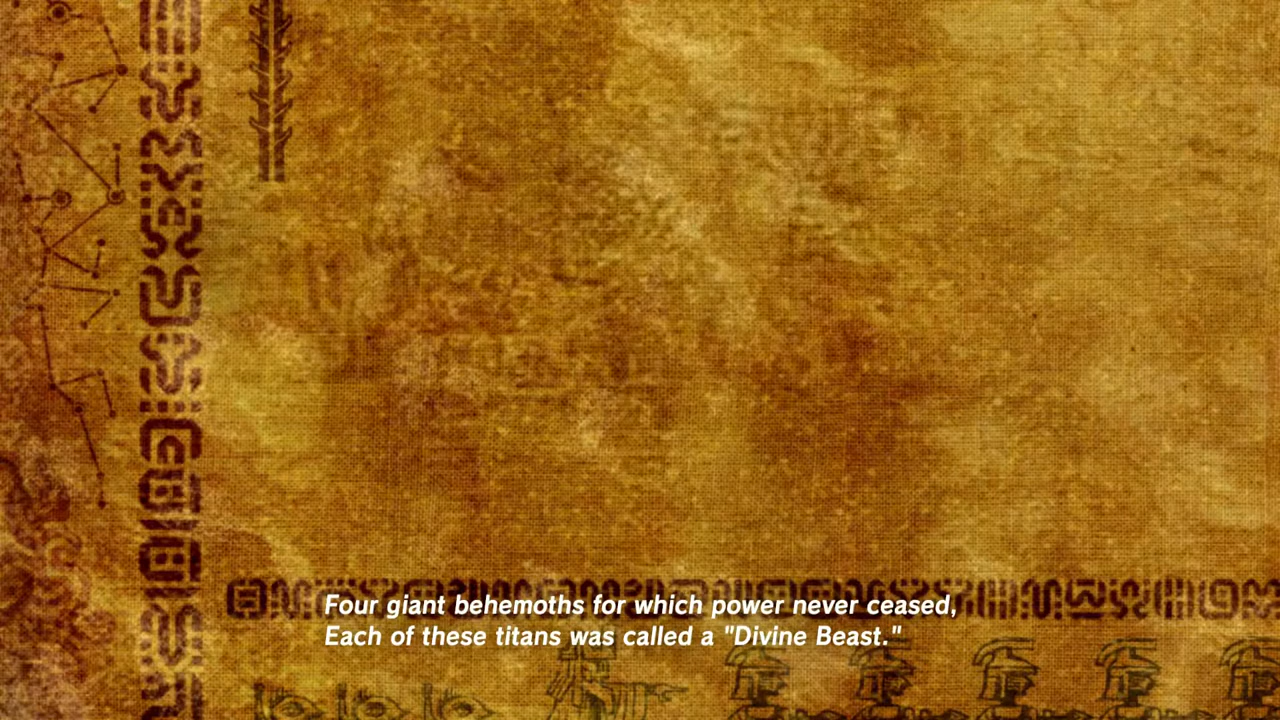 Four giant behemoths for which power never ceased,
Each of these titans was called a "Divine Beast."